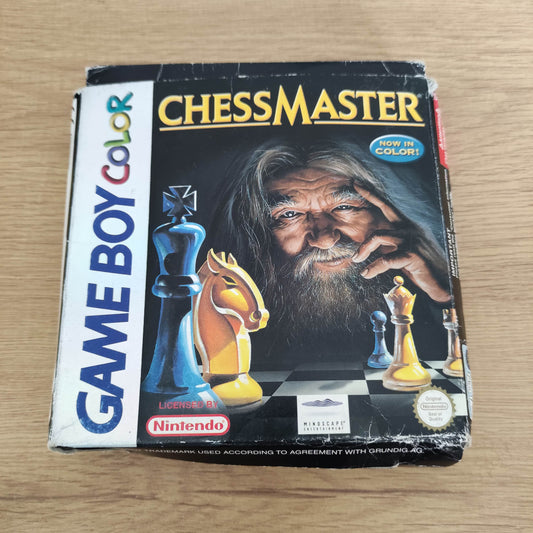 GAME BOY COLOR
CHESSMASTER
NOW IN
COLOR!
LICENSED BY
Nintendo
MINDSCAPE
ENTERTAINMENT
Original
Nintendo
Seal of
Quality
TRADEMARK USED ACCORDING TO AGREEMENT WITH GRUNDIG AG.
IMPORTANT